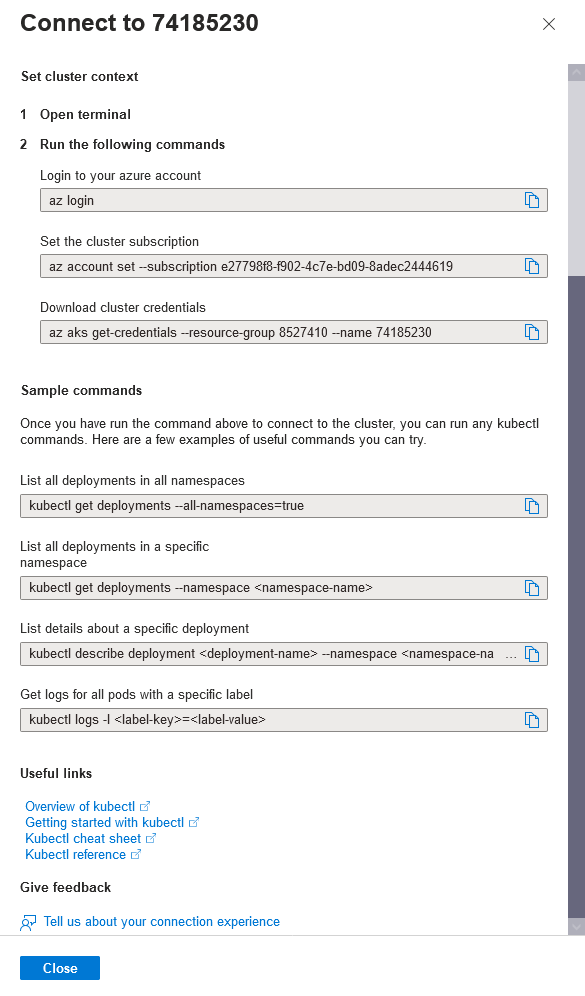 Connect to 74185230
Set cluster context
1 Open terminal
2 Run the following commands
Login to your azure account
az login
Set the cluster subscription
az account set --subscription e27798f8-f902-4c7e-bd09-8adec2444619
Download cluster credentials
az aks get-credentials --resource-group 8527410 --name 74185230
Sample commands
Once you have run the command above to connect to the cluster, you can run any kubectl
commands. Here are a few examples of useful commands you can try.
List all deployments in all namespaces
kubectl get deployments --all-namespaces=true
List all deployments in a specific
namespace
kubectl get deployments --namespace <namespace-name>
List details about a specific deployment
kubectl describe deployment <deployment-name> --namespace <namespace-na ...
Get logs for all pods with a specific label
kubectl logs -l <label-key>=<label-value>
Useful links
Overview of kubectl
Getting started with kubectl
Kubectl cheat sheet
Kubectl reference
Give feedback
Tell us about your connection experience
Close